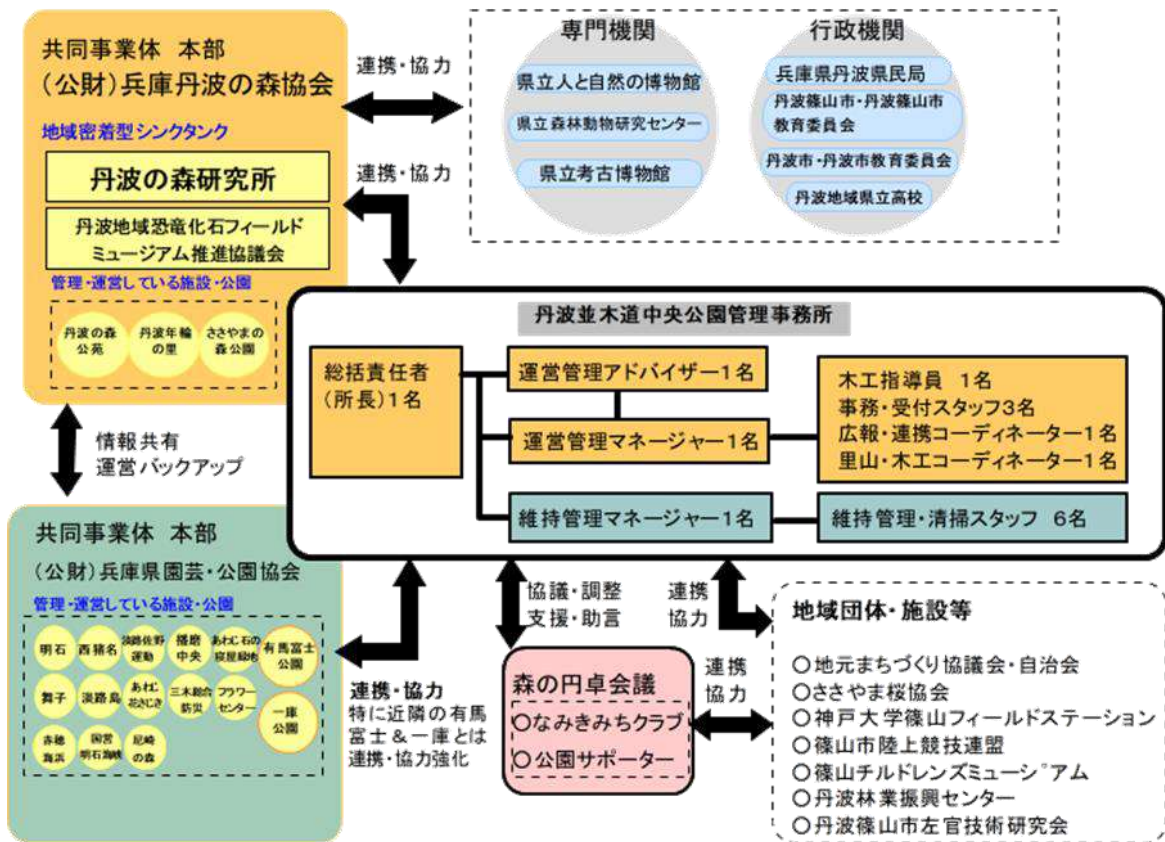 共同事業体 本部
(公財)兵庫丹波の森協会
地域密着型シンクタンク
丹波の森研究所
丹波地域恐竜化石フィールド
ミュージアム推進協議会
管理・運営している施設・公園
丹波の森
公苑
丹波年輪
の里
ささやまの
森公園
連携・協力
連携・協力
専門機関
県立人と自然の博物館
県立森林動物研究センター
県立考古博物館
行政機関
兵庫県丹波県民局
丹波篠山市・丹波篠山市
教育委員会
丹波市・丹波市教育委員会
丹波地域県立高校
丹波並木道中央公園管理事務所
総括責任者
(所長)1名
運営管理アドバイザー1名
運営管理マネージャー1名
木工指導員 1名
事務・受付スタッフ3名
広報・連携コーディネーター1名
里山・木工コーディネーター1名
維持管理マネージャー1名
維持管理・清掃スタッフ 6名
情報共有
運営バックアップ
共同事業体 本部
(公財)兵庫県園芸・公園協会
管理・運営している施設・公園
明石
西猪名
淡路佐野
運動
播磨
中央
あわじ石の
寝屋緑地
有馬富士
公園
舞子
淡路島
あわじ
花さじき
三木総合
防災
フラワー
センター
一庫
公園
赤穂
海浜
国営
明石海峡
尼崎
の森
連携・協力
特に近隣の有馬
富士&一庫とは
連携・協力強化
協議・調整
支援・助言
連携
協力
森の円卓会議
○なみきみちクラブ
○公園サポーター
連携
協力
地域団体・施設等
○地元まちづくり協議会・自治会
○ささやま桜協会
○神戸大学篠山フィールドステーション
○篠山市陸上競技連盟
○篠山チルドレンズミュージアム
○丹波林業振興センター
○丹波篠山市左官技術研究会